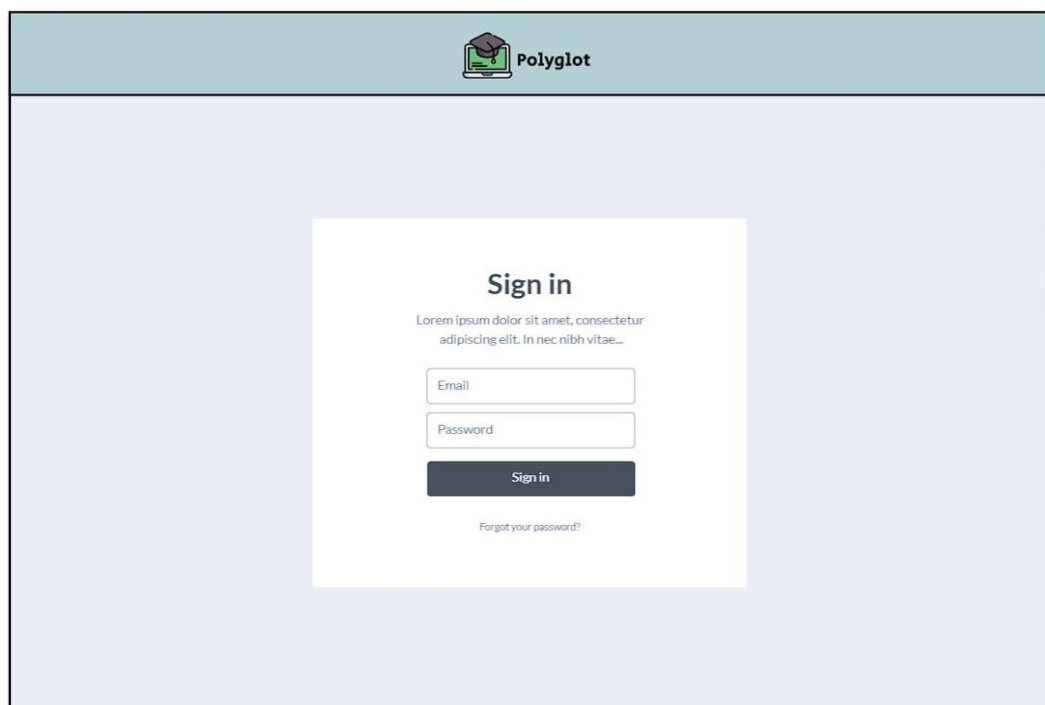 Polyglot
Sign in
Lorem ipsum dolor sit amet, consectetur
adipiscing elit. In nec nibh vitae...
Email
Password
Sign in
Forgot your password?